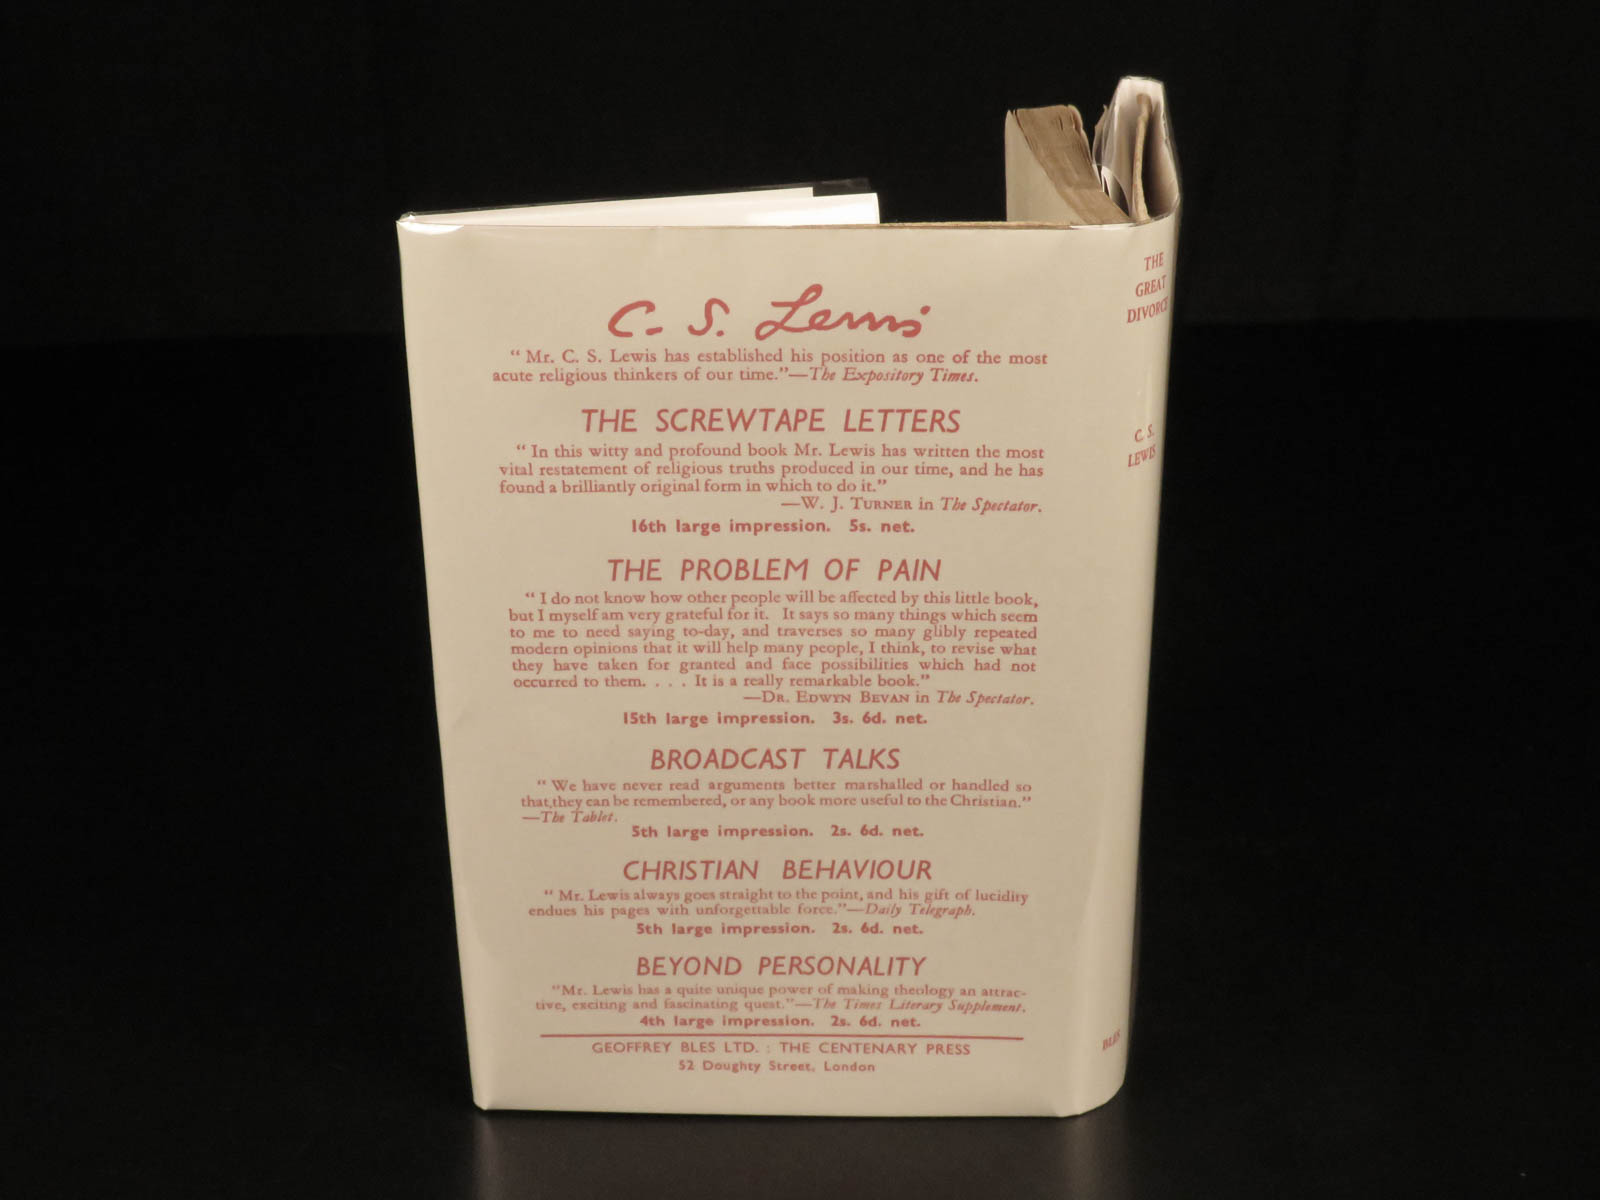 C. S. Lewis
“Mr. C. S. Lewis has established his position as one of the most
acute religious thinkers of our time.”—The Expository Times.
THE SCREWTAPE LETTERS
“In this witty and profound book Mr. Lewis has written the most
vital restatement of religious truths produced in our time, and he has
found a brilliantly original form in which to do it.”
—W. J. TURNER in The Spectator.
16th large impression. 5s. net.
THE PROBLEM OF PAIN
“I do not know how other people will be affected by this little book,
but I myself am very grateful for it. It says so many things which seem
to me to need saying to-day, and traverses so many glibly repeated
modern opinions that it will help many people, I think, to revise what
they have taken for granted and face possibilities which had not
occurred to them. . . . It is a really remarkable book.”
—DR. EDWYN BEVAN in The Spectator.
15th large impression. 3s. 6d. net.
BROADCAST TALKS
“We have never read arguments better marshalled or handled so
that they can be remembered, or any book more useful to the Christian.”
—The Tablet.
5th large impression. 2s. 6d. net.
CHRISTIAN BEHAVIOUR
“Mr. Lewis always goes straight to the point, and his gift of lucidity
endues his pages with unforgettable force.”—Daily Telegraph.
5th large impression. 2s. 6d. net.
BEYOND PERSONALITY
“Mr. Lewis has a quite unique power of making theology an attrac-
tive, exciting and fascinating quest.”—The Times Literary Supplement.
4th large impression. 2s. 6d. net.
GEOFFREY BLES LTD. : THE CENTENARY PRESS
52 Doughty Street, London
THE
GREAT
DIVORCE
C. S.
LEWIS
BLES